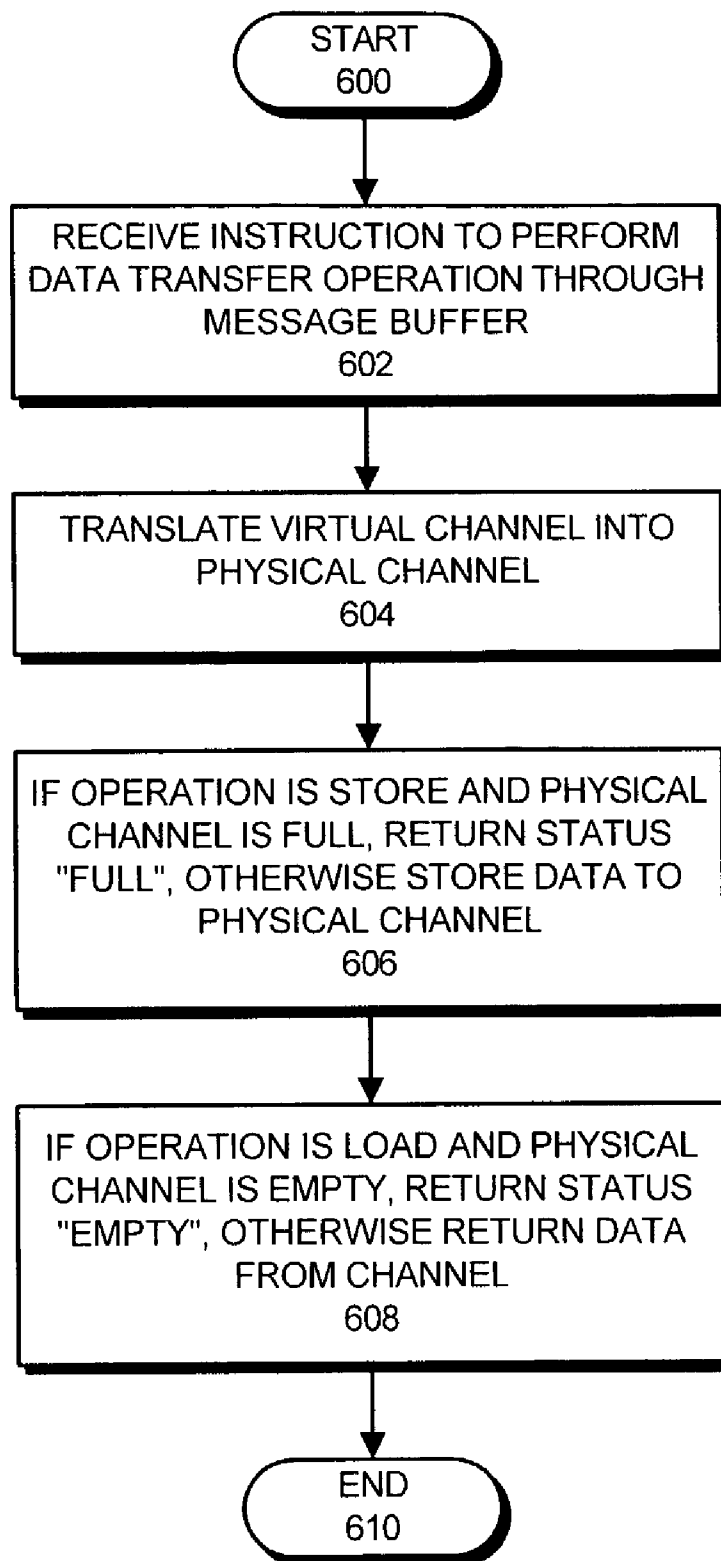 START
600
RECEIVE INSTRUCTION TO PERFORM
DATA TRANSFER OPERATION THROUGH
MESSAGE BUFFER
602
TRANSLATE VIRTUAL CHANNEL INTO
PHYSICAL CHANNEL
604
IF OPERATION IS STORE AND PHYSICAL
CHANNEL IS FULL, RETURN STATUS
"FULL", OTHERWISE STORE DATA TO
PHYSICAL CHANNEL
606
IF OPERATION IS LOAD AND PHYSICAL
CHANNEL IS EMPTY, RETURN STATUS
"EMPTY", OTHERWISE RETURN DATA
FROM CHANNEL
608
END
610